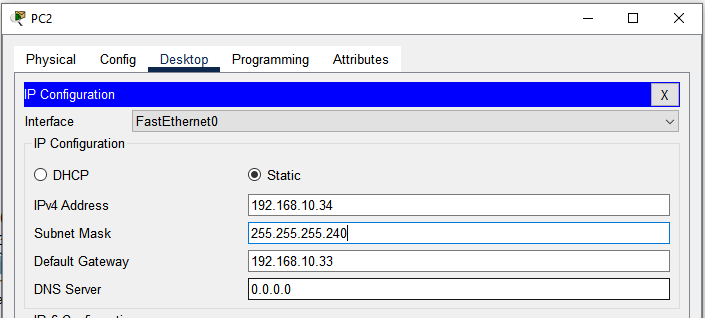 PC2
Physical Config Desktop Programming Attributes
IP Configuration X
Interface FastEthernet0
IP Configuration
DHCP Static
IPv4 Address 192.168.10.34
Subnet Mask 255.255.255.240
Default Gateway 192.168.10.33
DNS Server 0.0.0.0